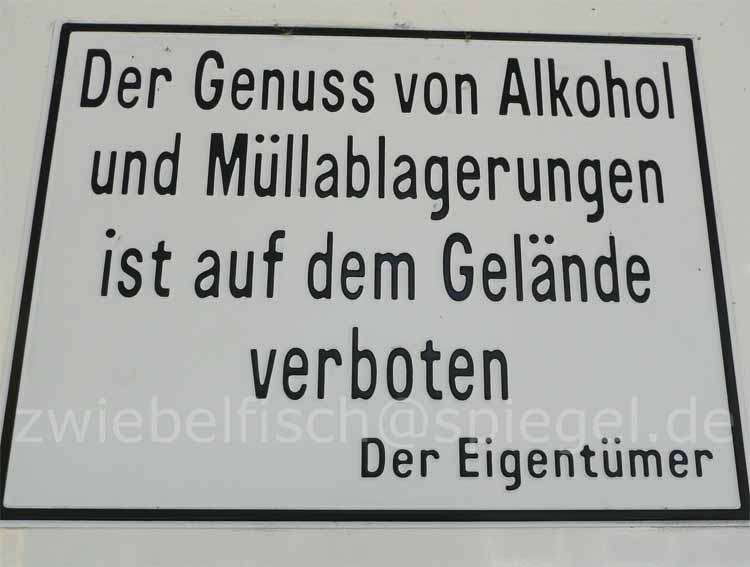 Der Genuss von Alkohol
und Müllablagerungen
ist auf dem Gelände
verboten
zwiebelfisch@spiegel.de
Der Eigentümer